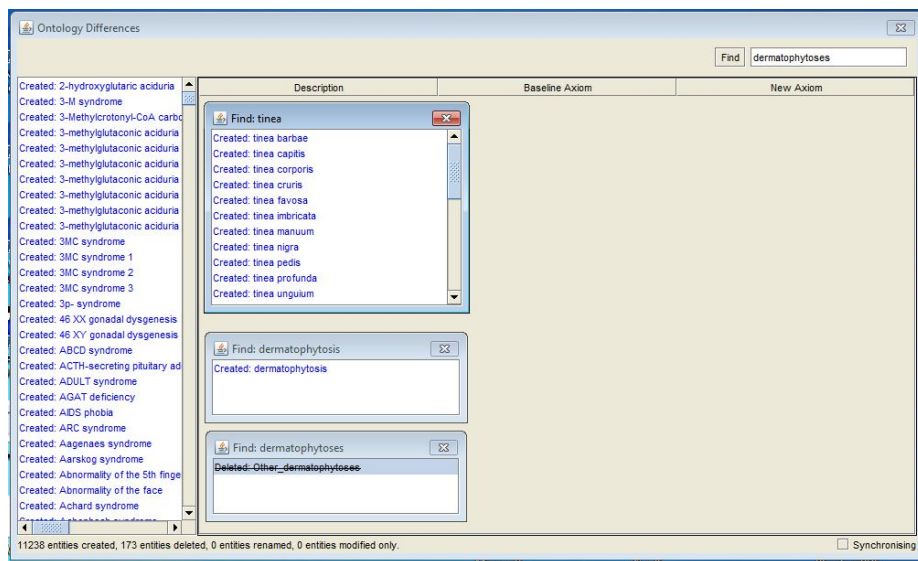 Ontology Differences
Find dermatophytoses
Description Baseline Axiom New Axiom
Created: 2-hydroxyglutaric aciduria
Created: 3-M syndrome
Created: 3-Methylcrotonyl-CoA carbo
Created: 3-methylglutaconic aciduria
Created: 3-methylglutaconic aciduria
Created: 3-methylglutaconic aciduria
Created: 3-methylglutaconic aciduria
Created: 3-methylglutaconic aciduria
Created: 3-methylglutaconic aciduria
Created: 3-methylglutaconic aciduria
Created: 3MC syndrome
Created: 3MC syndrome 1
Created: 3MC syndrome 2
Created: 3MC syndrome 3
Created: 3p- syndrome
Created: 46 XX gonadal dysgenesis
Created: 46 XY gonadal dysgenesis
Created: ABCD syndrome
Created: ACTH-secreting pituitary ad
Created: ADULT syndrome
Created: AGAT deficiency
Created: AIDS phobia
Created: ARC syndrome
Created: Aagenaes syndrome
Created: Aarskog syndrome
Created: Abnormality of the 5th finge
Created: Abnormality of the face
Created: Achard syndrome
Find: tinea
Created: tinea barbae
Created: tinea capitis
Created: tinea corporis
Created: tinea cruris
Created: tinea favosa
Created: tinea imbricata
Created: tinea manuum
Created: tinea nigra
Created: tinea pedis
Created: tinea profunda
Created: tinea unguium
Find: dermatophytosis
Created: dermatophytosis
Find: dermatophytoses
Deleted: Other_dermatophytoses
11238 entities created, 173 entities deleted, 0 entities renamed, 0 entities modified only.
Synchronising